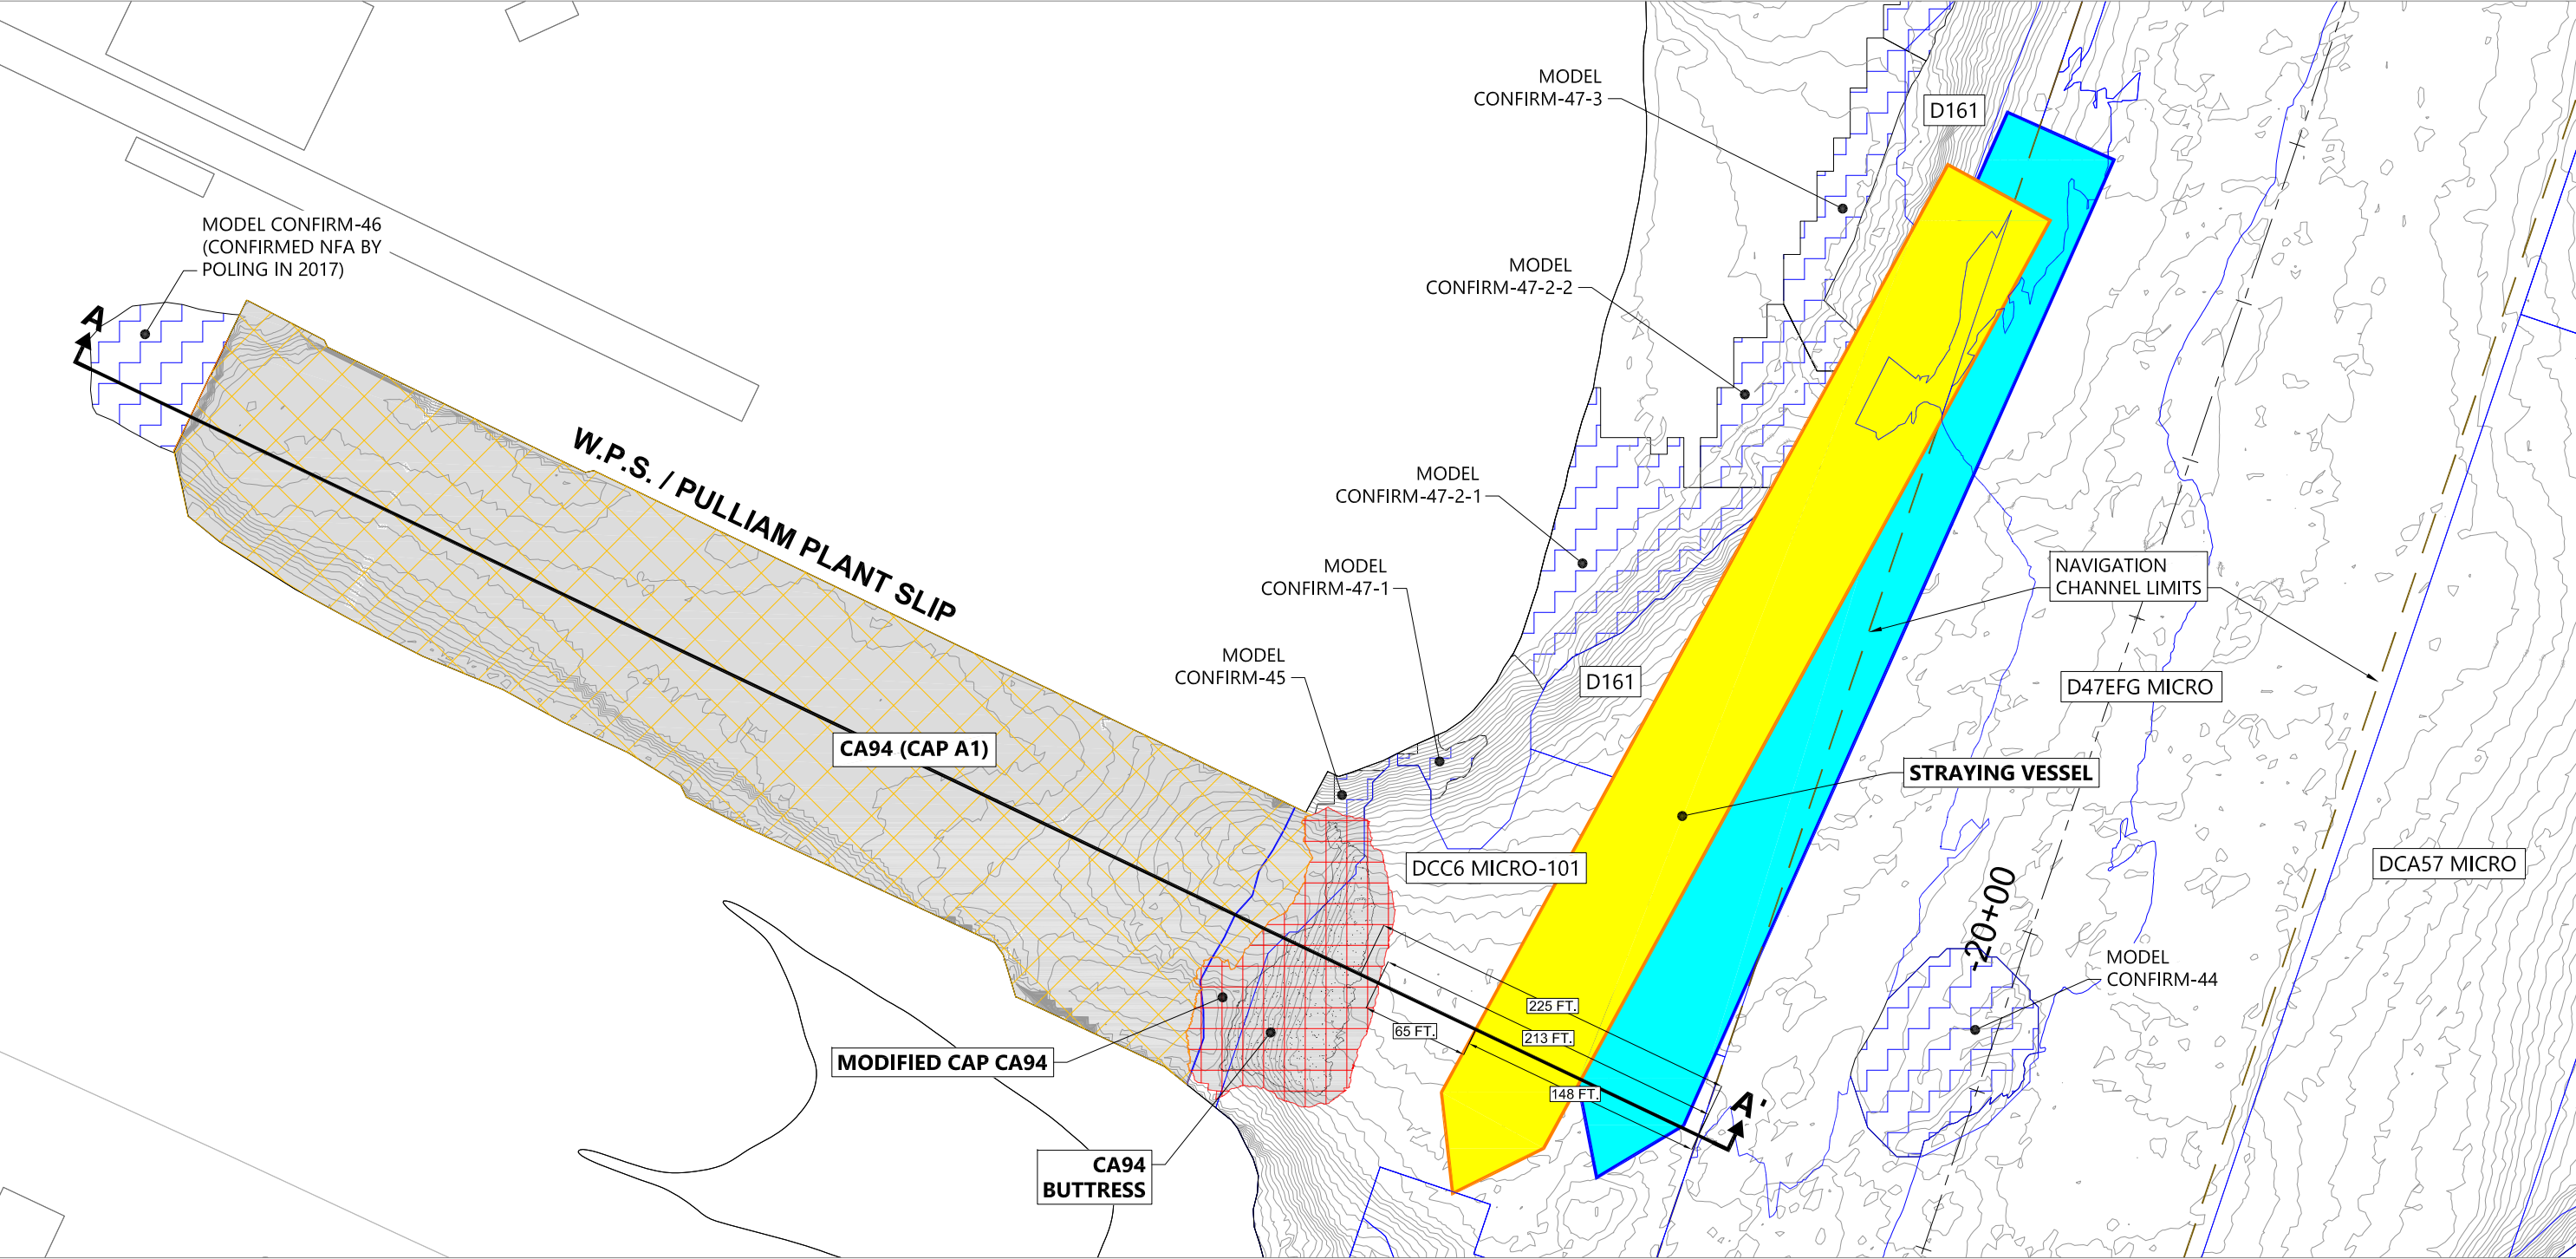 MODEL
CONFIRM-47-3
D161
MODEL CONFIRM-46
(CONFIRMED NFA BY
POLING IN 2017)
A
MODEL
CONFIRM-47-2-2
W.P.S. / PULLIAM PLANT SLIP
MODEL
CONFIRM-47-2-1
MODEL
CONFIRM-47-1
NAVIGATION
CHANNEL LIMITS
MODEL
CONFIRM-45
D161
D47EFG MICRO
CA94 (CAP A1)
STRAYING VESSEL
DCC6 MICRO-101
DCA57 MICRO
-20+00
MODEL
CONFIRM-44
225 FT.
65 FT.
213 FT.
148 FT.
MODIFIED CAP CA94
A'
CA94
BUTTRESS